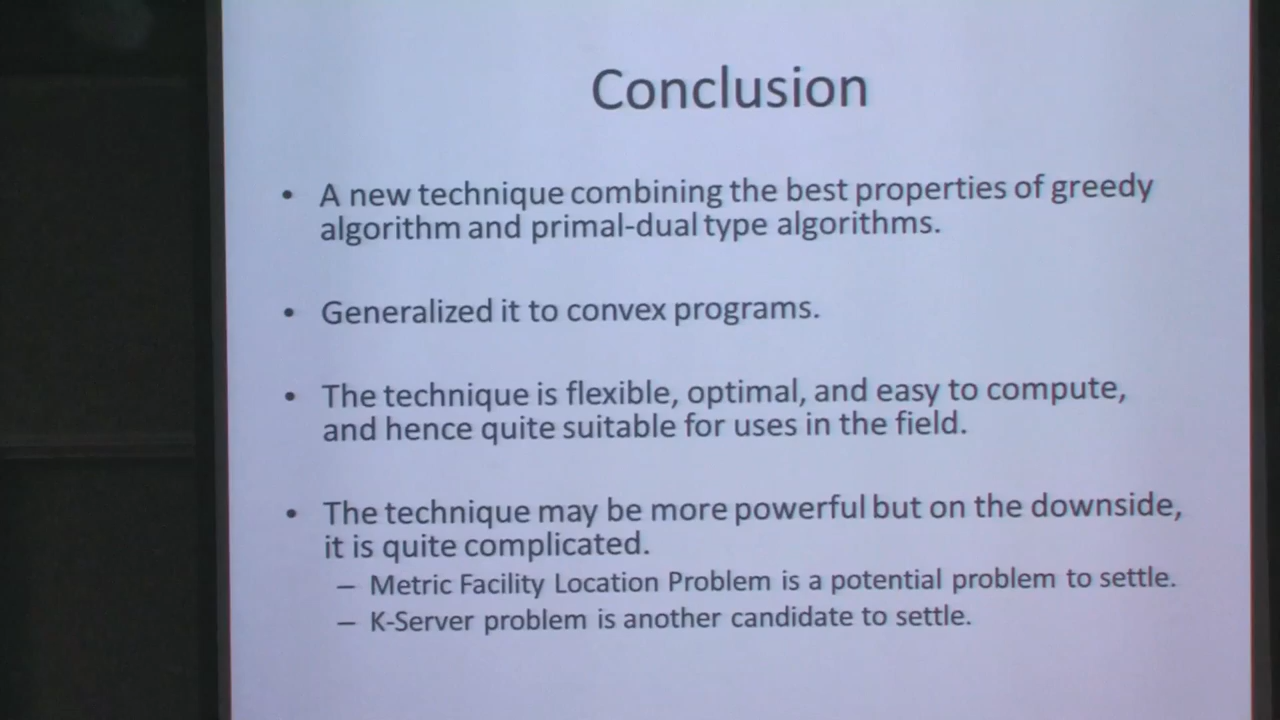 Conclusion
• A new technique combining the best properties of greedy
algorithm and primal-dual type algorithms.
• Generalized it to convex programs.
• The technique is flexible, optimal, and easy to compute,
and hence quite suitable for uses in the field.
• The technique may be more powerful but on the downside,
it is quite complicated.
– Metric Facility Location Problem is a potential problem to settle.
– K-Server problem is another candidate to settle.